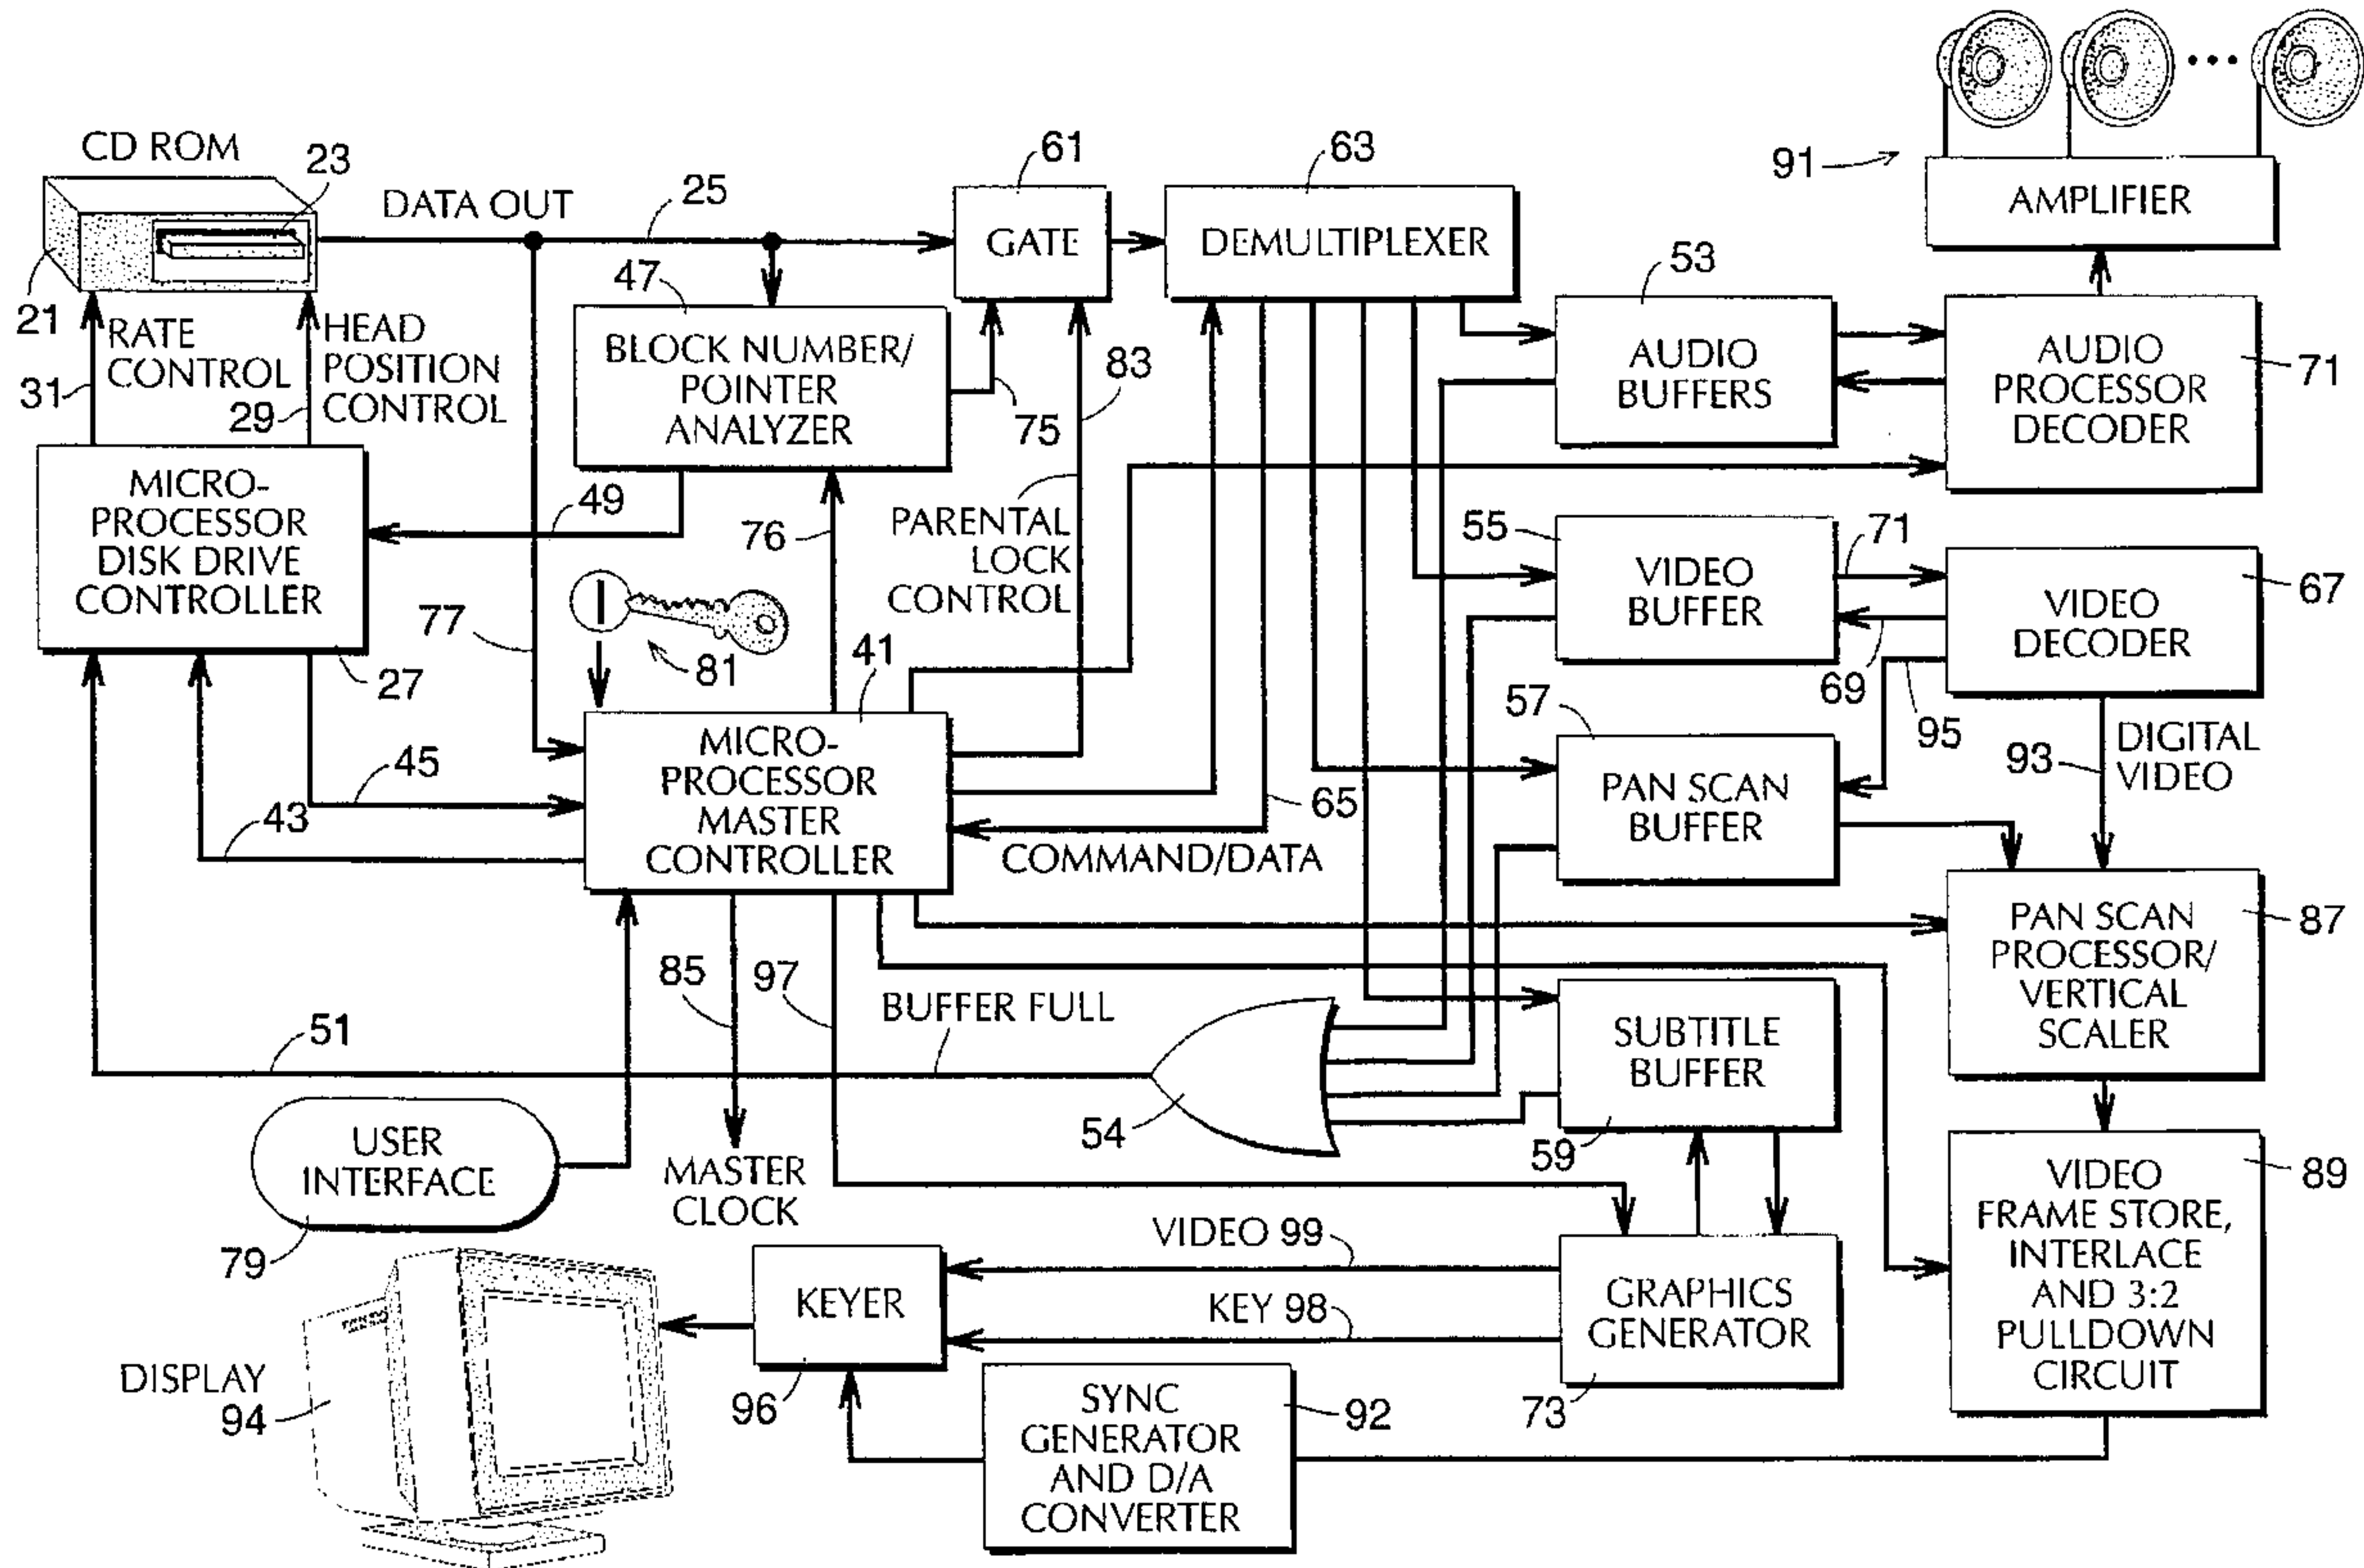 CD ROM
23
DATA OUT
25
61
63
91
AMPLIFIER
GATE
DEMULTIPLEXER
21
RATE
CONTROL
31
HEAD
POSITION
CONTROL
29
47
BLOCK NUMBER/
POINTER
ANALYZER
75
83
53
AUDIO
BUFFERS
AUDIO
PROCESSOR
DECODER
71
MICRO-
PROCESSOR
DISK DRIVE
CONTROLLER
27
49
76
PARENTAL
LOCK
CONTROL
77
81
41
55
VIDEO
BUFFER
71
69
VIDEO
DECODER
67
95
93
DIGITAL
VIDEO
57
PAN SCAN
BUFFER
45
43
MICRO-
PROCESSOR
MASTER
CONTROLLER
65
COMMAND/DATA
PAN SCAN
PROCESSOR/
VERTICAL
SCALER
87
85
97
BUFFER FULL
51
54
SUBTITLE
BUFFER
59
USER
INTERFACE
79
MASTER
CLOCK
VIDEO
FRAME STORE,
INTERLACE
AND 3:2
PULLDOWN
CIRCUIT
89
VIDEO 99
KEY 98
KEYER
96
GRAPHICS
GENERATOR
73
DISPLAY
94
SYNC
GENERATOR
AND D/A
CONVERTER
92